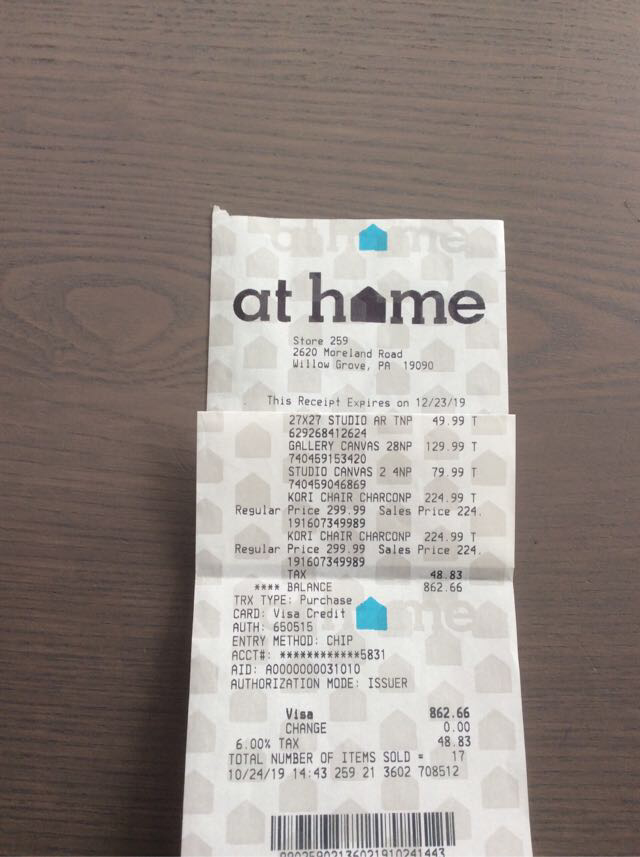 at home
at home
Store 259
2620 Moreland Road
Willow Grove, PA 19090
This Receipt Expires on 12/23/19
27X27 STUDIO AR TNP 49.99 T
629268412624
GALLERY CANVAS 28NP 129.99 T
740459153420
STUDIO CANVAS 2 4NP 79.99 T
740459046869
KORI CHAIR CHARCONP 224.99 T
Regular Price 299.99 Sales Price 224.
191607349989
KORI CHAIR CHARCONP 224.99 T
Regular Price 299.99 Sales Price 224.
191607349989
TAX 48.83
**** BALANCE 862.66
TRX TYPE: Purchase
CARD: Visa Credit
AUTH: 650515
ENTRY METHOD: CHIP
home
ACCT#: ************5831
AID: A0000000031010
AUTHORIZATION MODE: ISSUER
Visa 862.66
CHANGE 0.00
6.00% TAX 48.83
TOTAL NUMBER OF ITEMS SOLD = 17
10/24/19 14:43 259 21 3602 708512